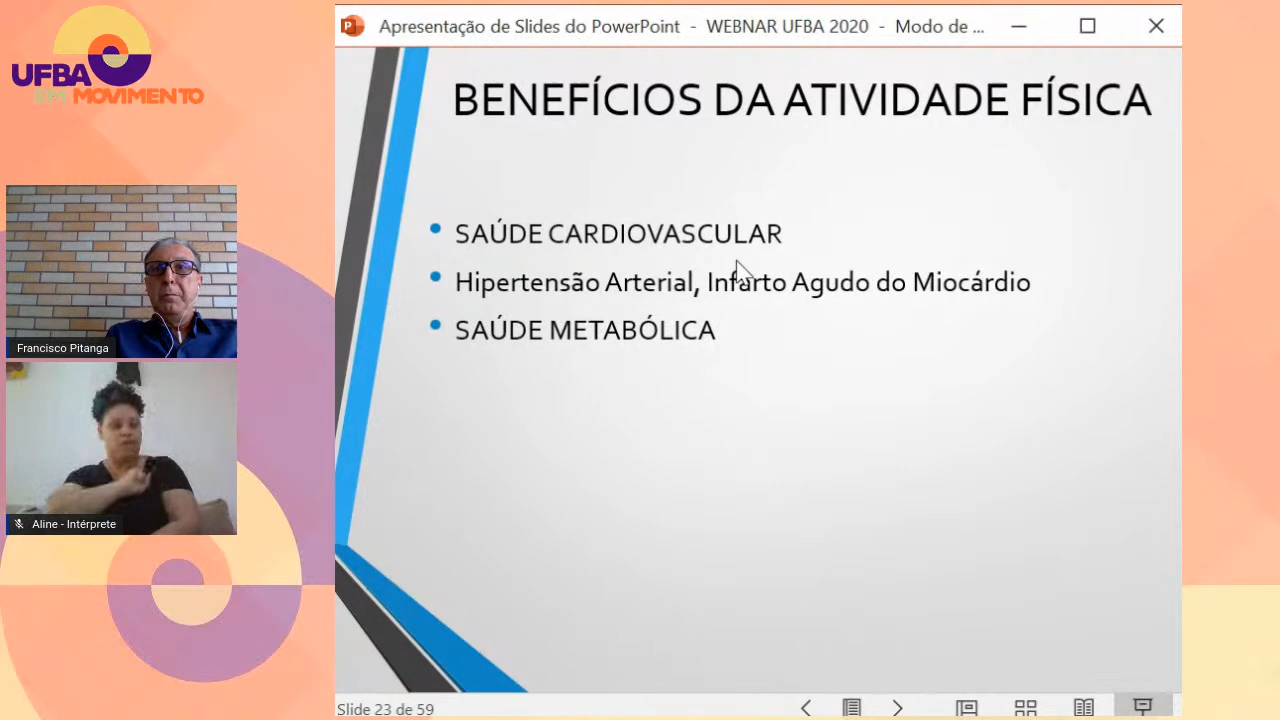 UFBA
EM MOVIMENTO
Apresentação de Slides do PowerPoint - WEBNAR UFBA 2020 - Modo de ...
BENEFÍCIOS DA ATIVIDADE FÍSICA
• SAÚDE CARDIOVASCULAR
• Hipertensão Arterial, Infarto Agudo do Miocárdio
• SAÚDE METABÓLICA
Francisco Pitanga
Aline - Intérprete
Slide 23 de 59